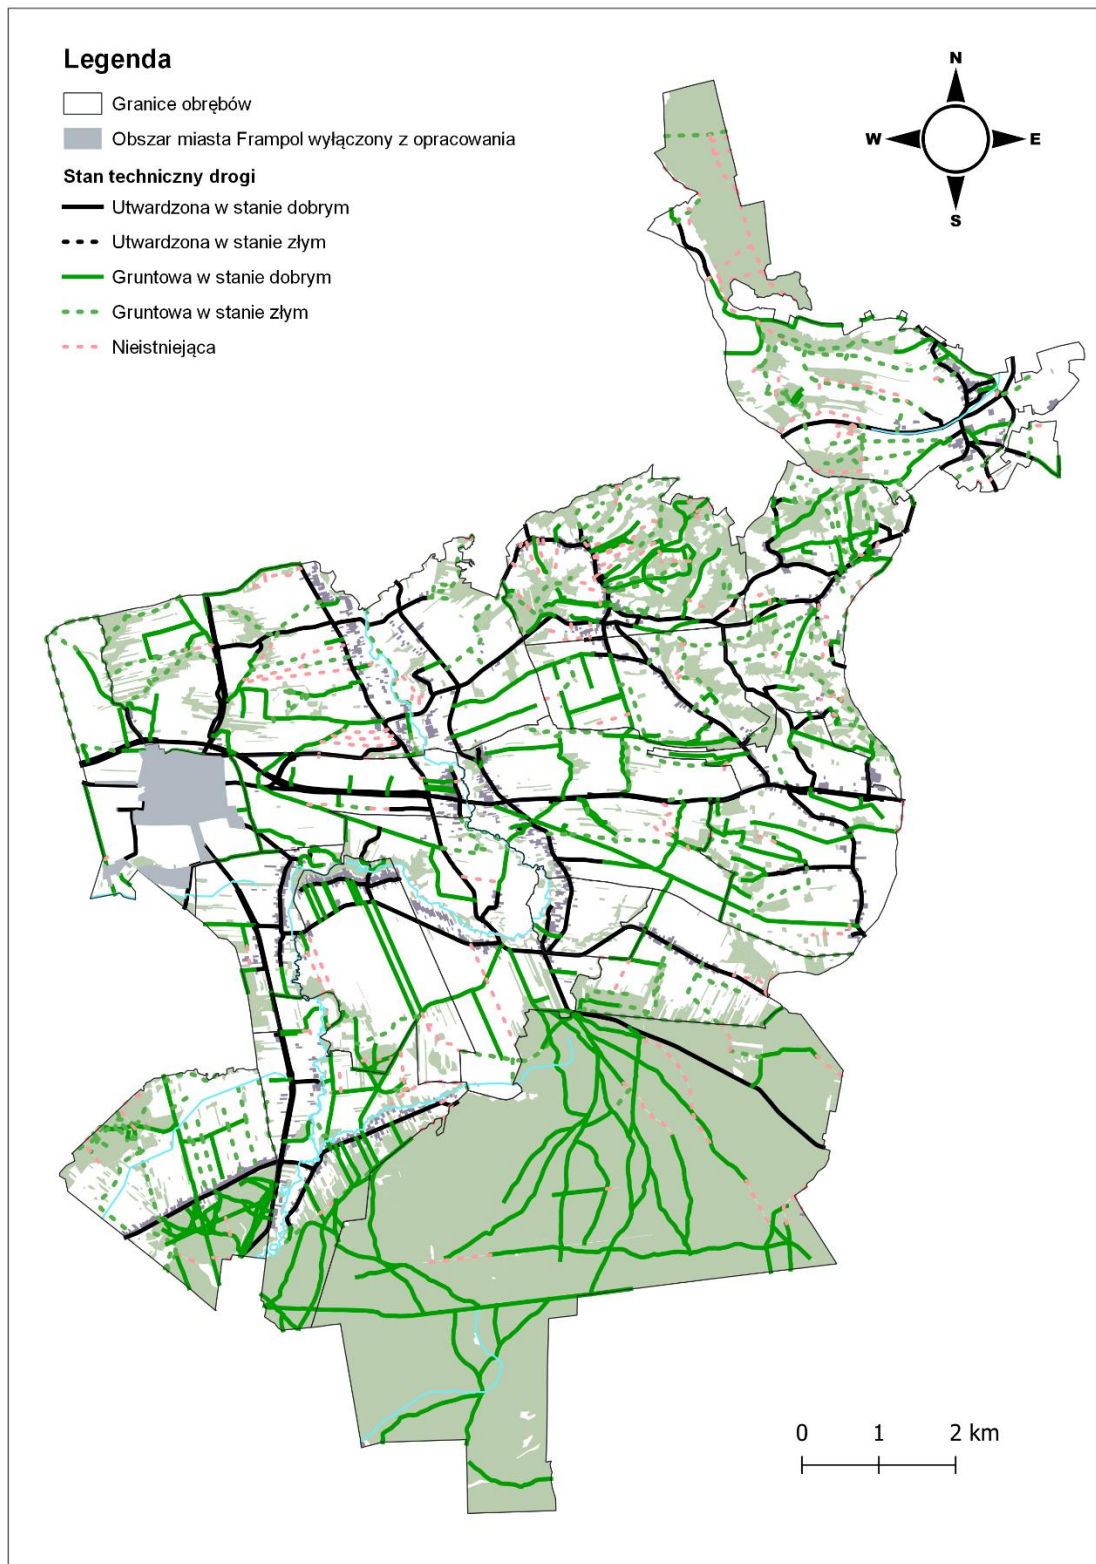 Legenda
Granice obrębów
Obszar miasta Frampol wyłączony z opracowania
Stan techniczny drogi
Utwardzona w stanie dobrym
Utwardzona w stanie złym
Gruntowa w stanie dobrym
Gruntowa w stanie złym
Nieistniejąca
N
W E
S
0 1 2 km